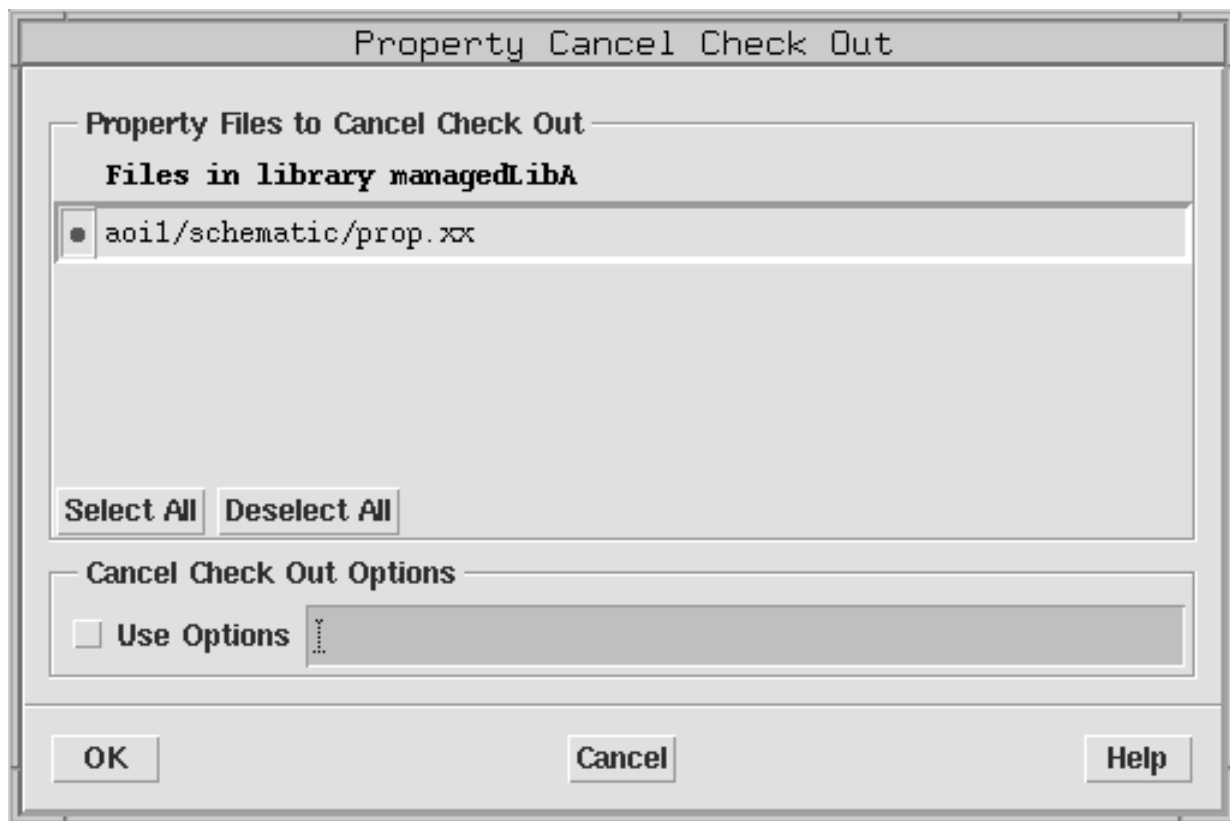 Property Cancel Check Out
Property Files to Cancel Check Out
Files in library managedLibA
aoi1/schematic/prop.xx
Select All Deselect All
Cancel Check Out Options
Use Options
OK Cancel Help